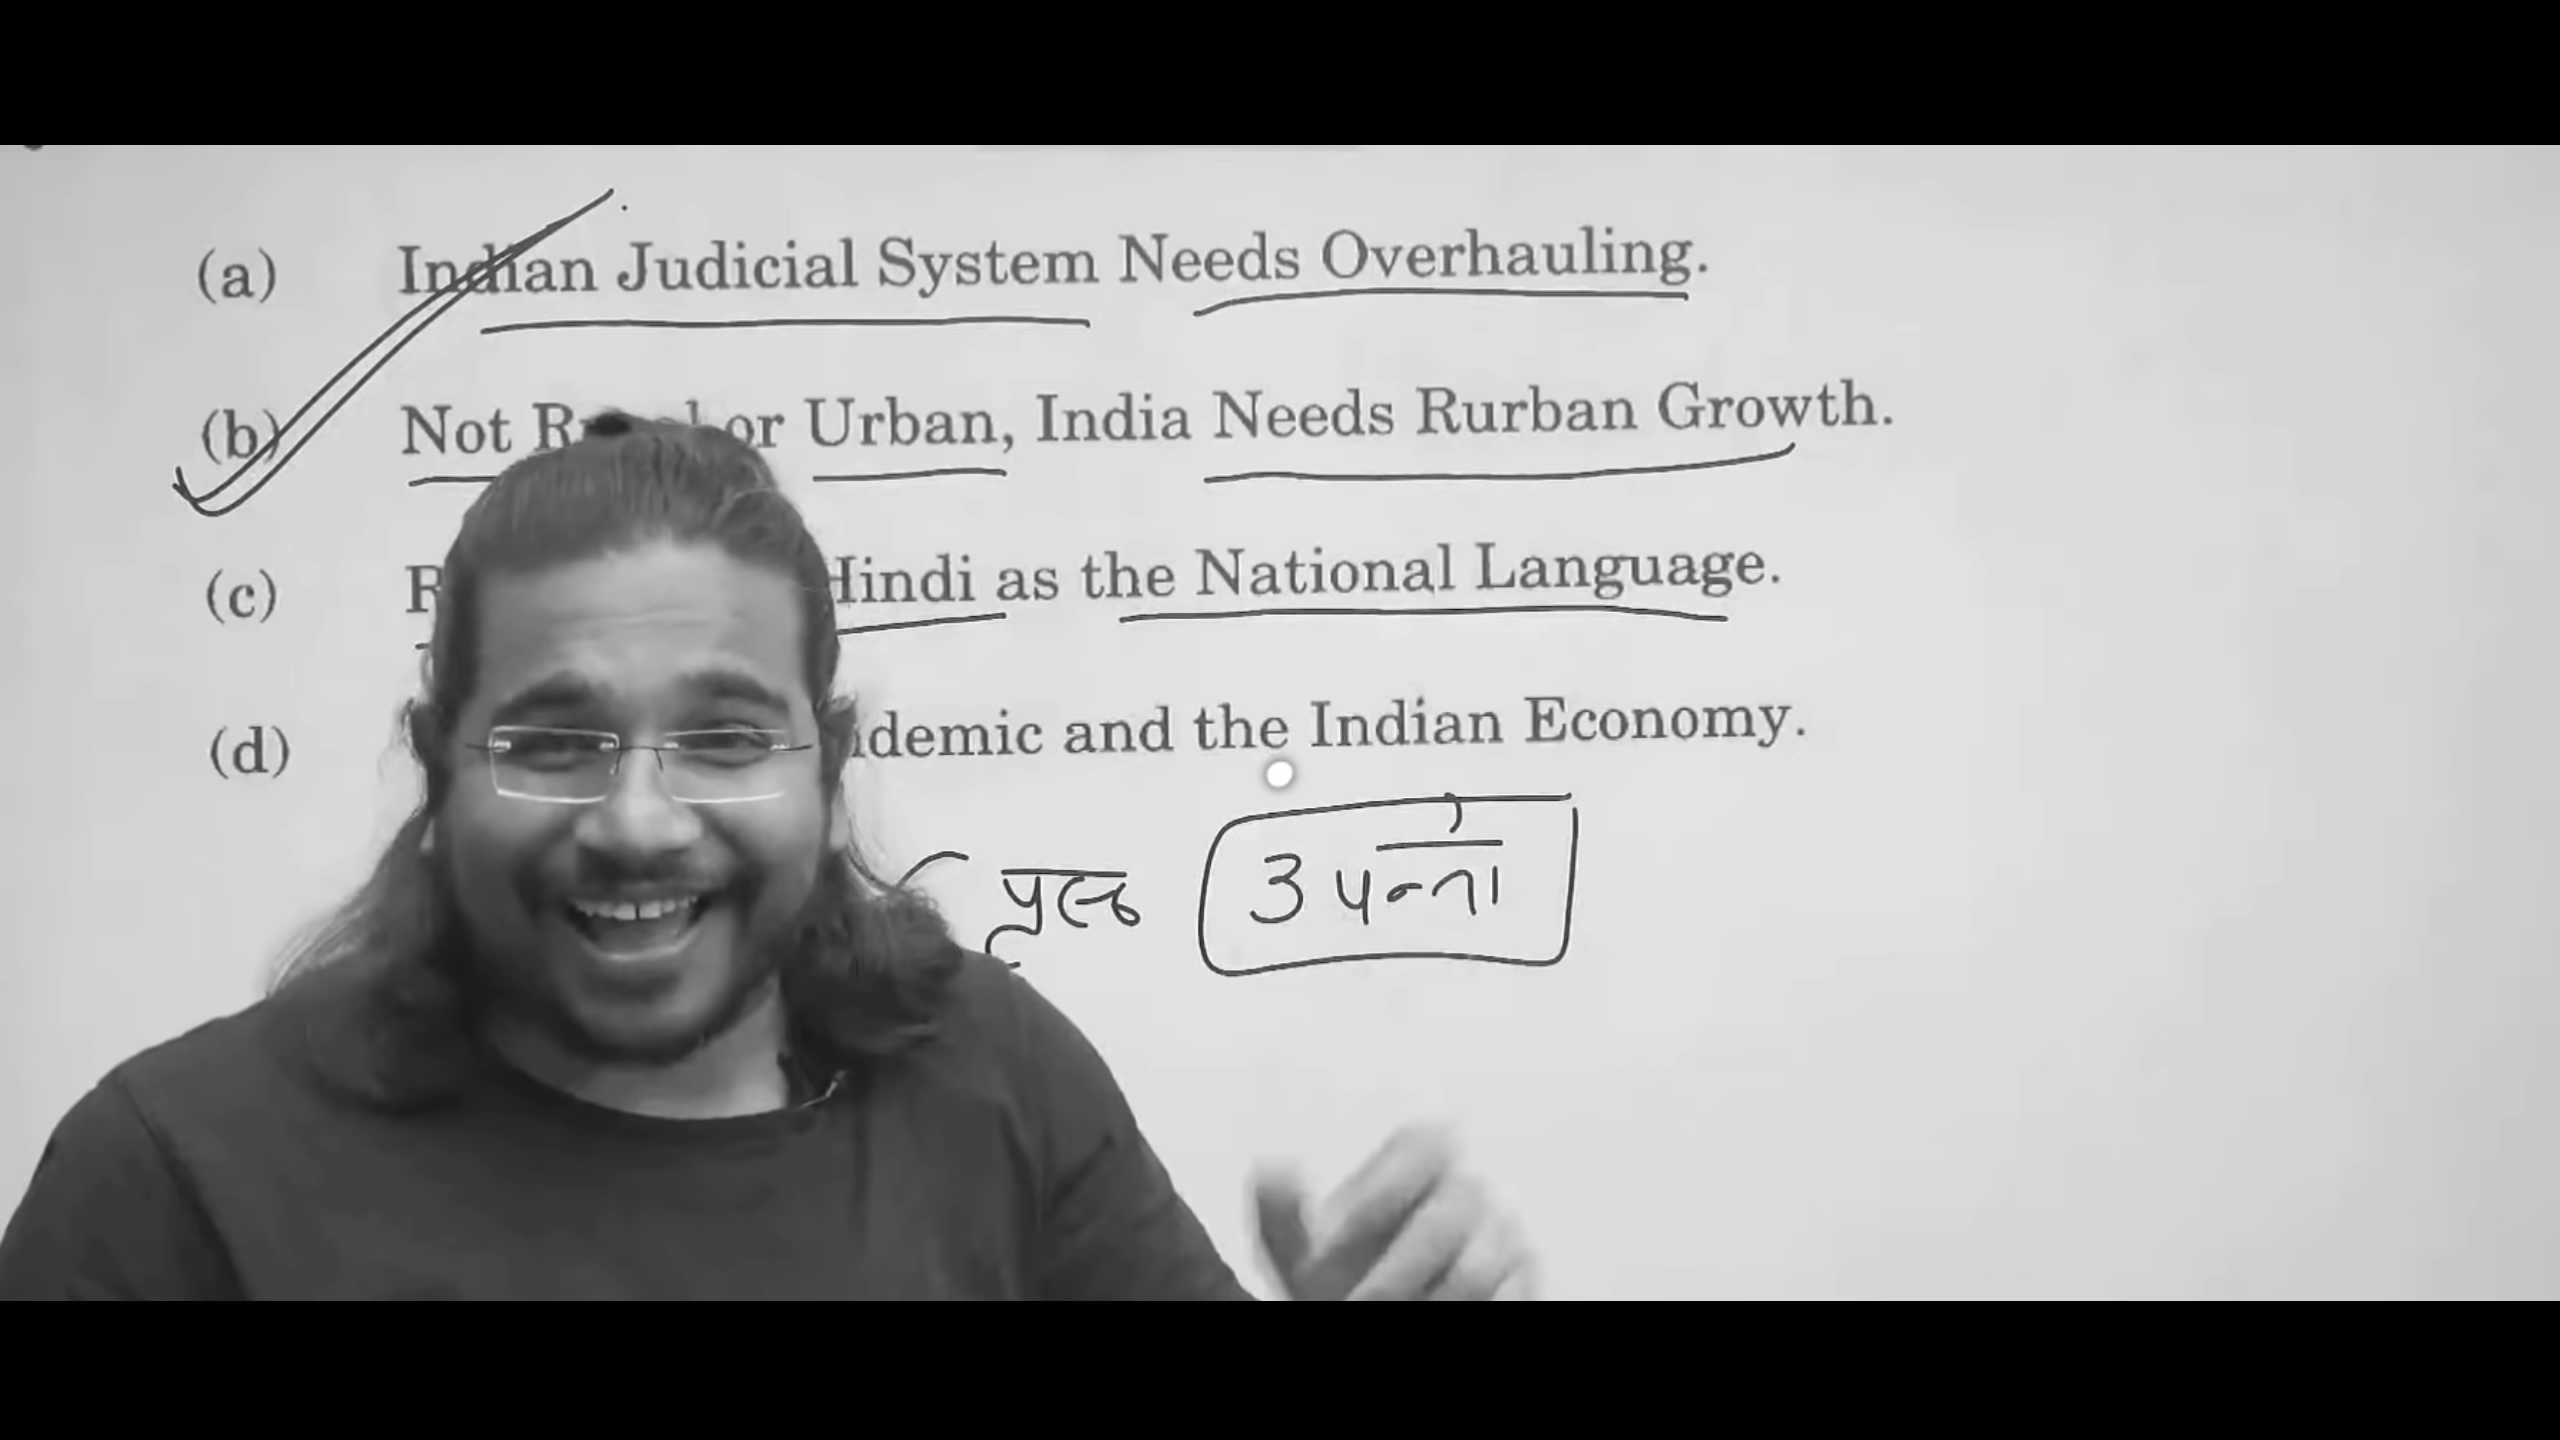 (a) Indian Judicial System Needs Overhauling.
(b) Not or Urban, India Needs Rurban Growth.
(c) Hindi as the National Language.
(d) and the Indian Economy.
3 पन्ना